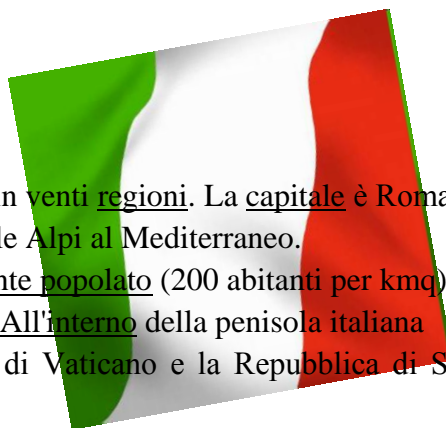 in venti regioni. La capitale è Roma
le Alpi al Mediterraneo.
nte popolato (200 abitanti per kmq)
All'interno della penisola italiana
di Vaticano e la Repubblica di S